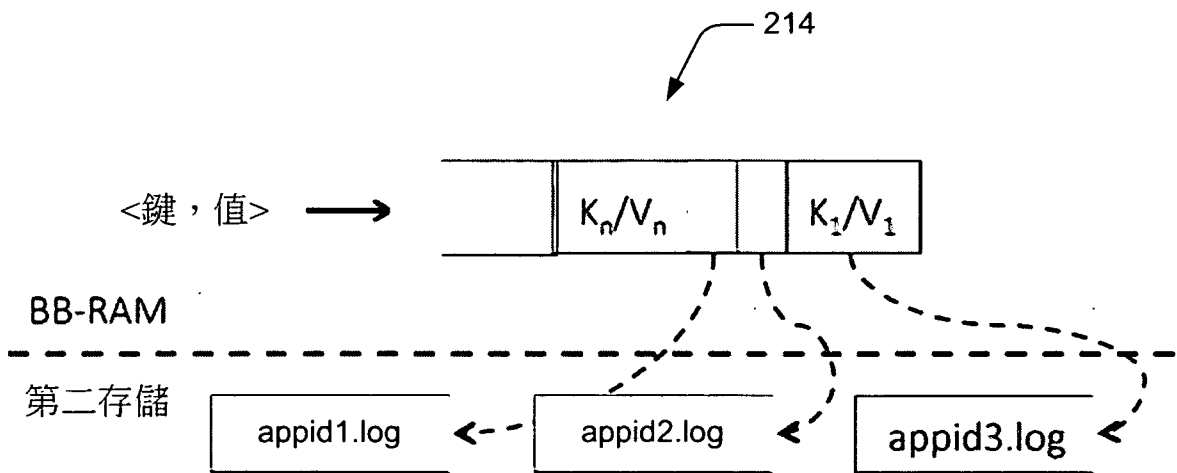 214
<鍵,值>
Kn/Vn
K1/V1
BB-RAM
第二存儲
appid1.log
appid2.log
appid3.log